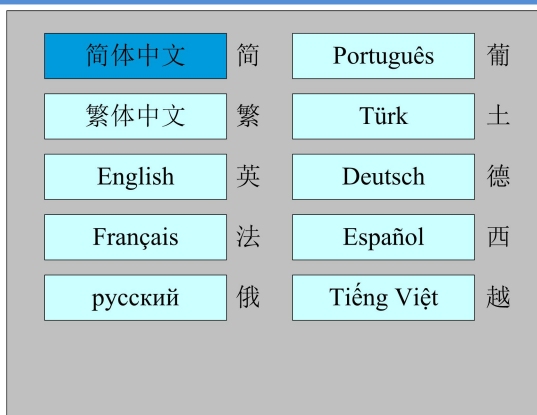 简体中文 简 Português 葡
繁体中文 繁 Türk 土
English 英 Deutsch 德
Français 法 Español 西
русский 俄 Tiếng Việt 越